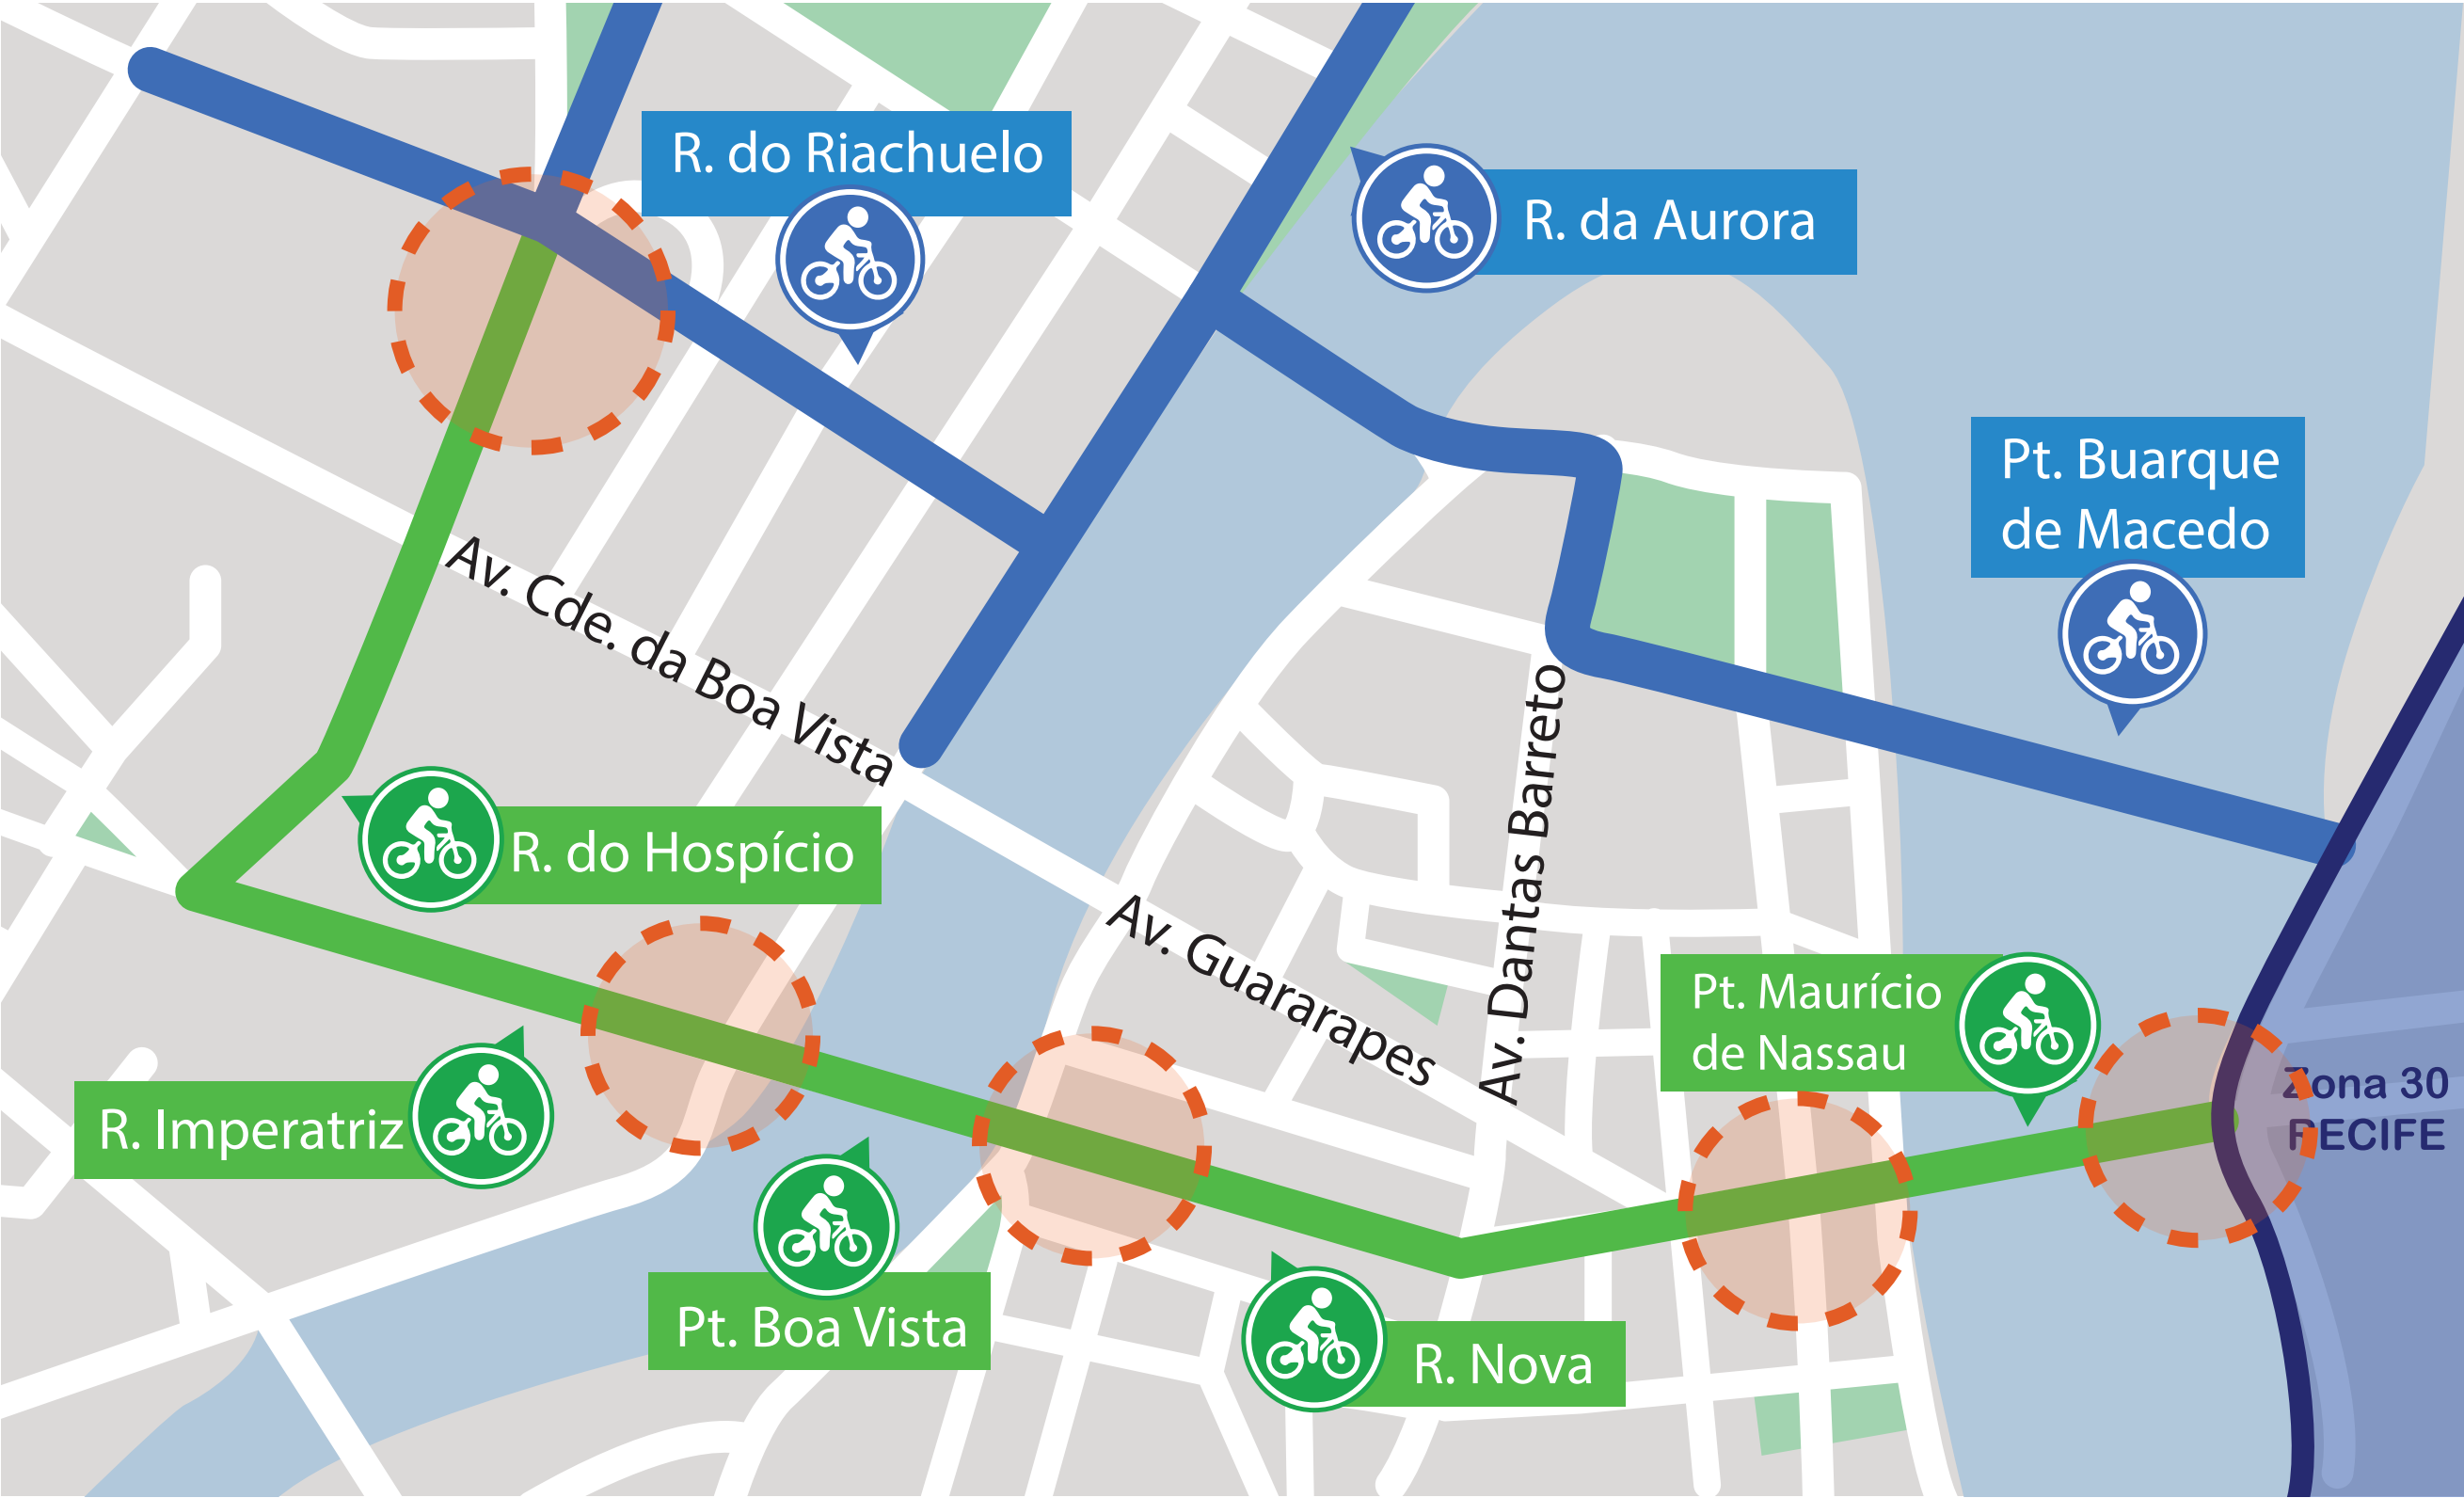 R. do Riachuelo
R. da Aurora
Pt. Buarque
de Macedo
Av. Cde. da Boa Vista
Av. Dantas Barreto
R. do Hospício
Av. Guararapes
Pt. Maurício
de Nassau
Zona 30
RECIFE
R. Imperatriz
Pt. Boa Vista
R. Nova